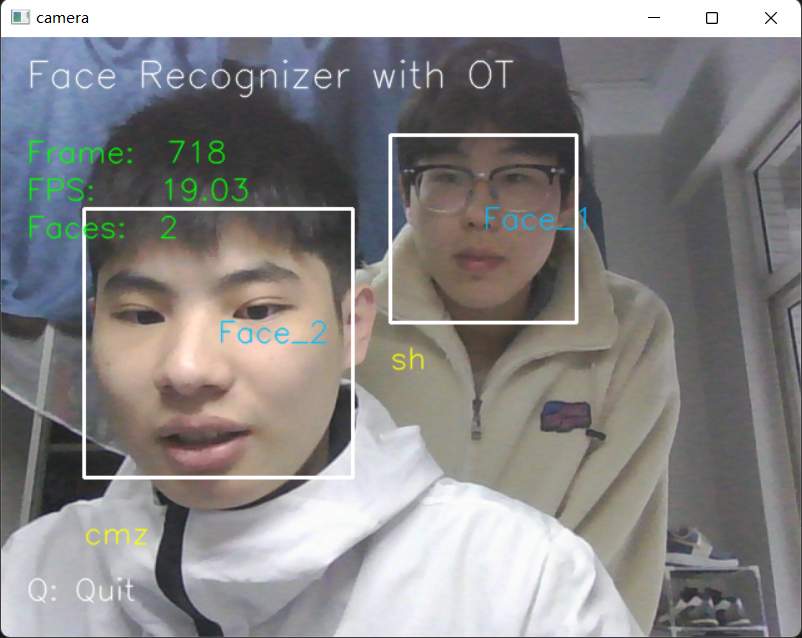 camera
Face Recognizer with OT
Frame: 718
FPS: 19.03
Faces: 2
Face_1
Face_2
sh
cmz
Q: Quit